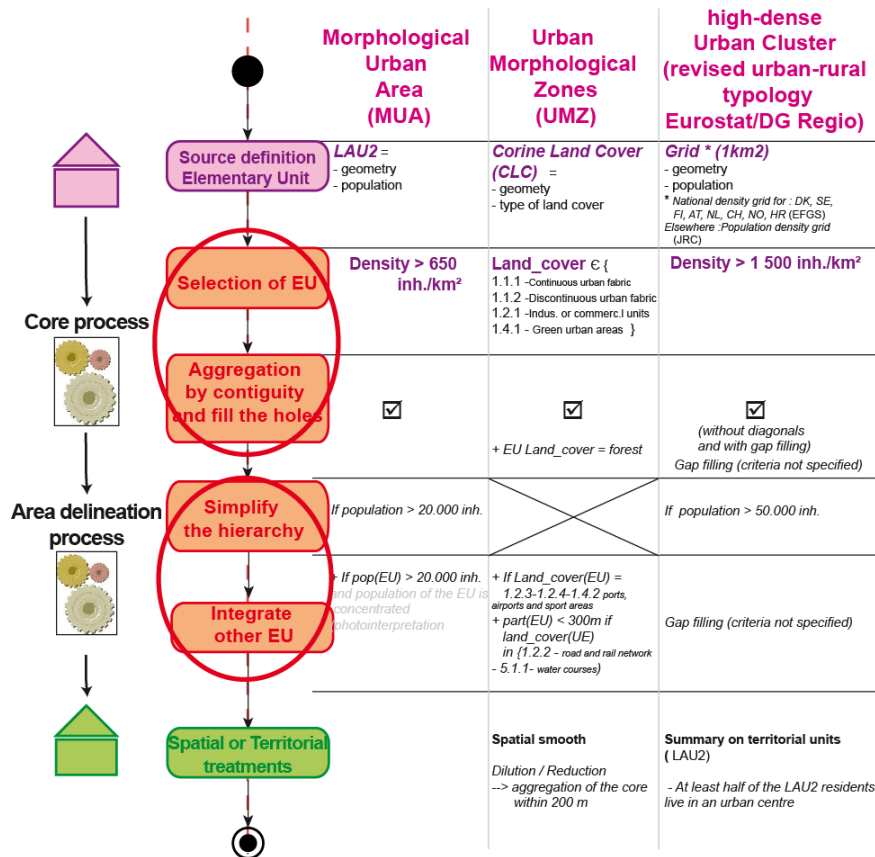 Morphological
Urban
Area
(MUA)
Urban
Morphological
Zones
(UMZ)
high-dense
Urban Cluster
(revised urban-rural
typology
Eurostat/DG Regio)
Source definition
Elementary Unit
LAU2 =
- geometry
- population
Corine Land Cover
(CLC) =
- geomety
- type of land cover
Grid * (1km2)
- geometry
- population
* National density grid for : DK, SE,
FI, AT, NL, CH, NO, HR (EFGS)
Elsewhere :Population density grid
(JRC)
Core process
Selection of EU
Density > 650
inh./km²
Land_cover Є {
1.1.1 -Continuous urban fabric
1.1.2 -Discontinuous urban fabric
1.2.1 -Indus. or commerc.l units
1.4.1 - Green urban areas }
Density > 1 500 inh./km²
Aggregation
by contiguity
and fill the holes
+ EU Land_cover = forest
(without diagonals
and with gap filling)
Gap filling (criteria not specified)
Area delineation
process
Simplify
the hierarchy
If population > 20.000 inh.
If population > 50.000 inh.
Integrate
other EU
+ If pop(EU) > 20.000 inh.
and population of the EU is
concentrated
photointerpretation
+ If Land_cover(EU) =
1.2.3-1.2.4-1.4.2 ports,
airports and sport areas
+ part(EU) < 300m if
land_cover(UE)
in {1.2.2 - road and rail network
- 5.1.1- water courses}
Gap filling (criteria not specified)
Spatial or Territorial
treatments
Spatial smooth
Dilution / Reduction
--> aggregation of the core
within 200 m
Summary on territorial units
( LAU2)
- At least half of the LAU2 residents
live in an urban centre